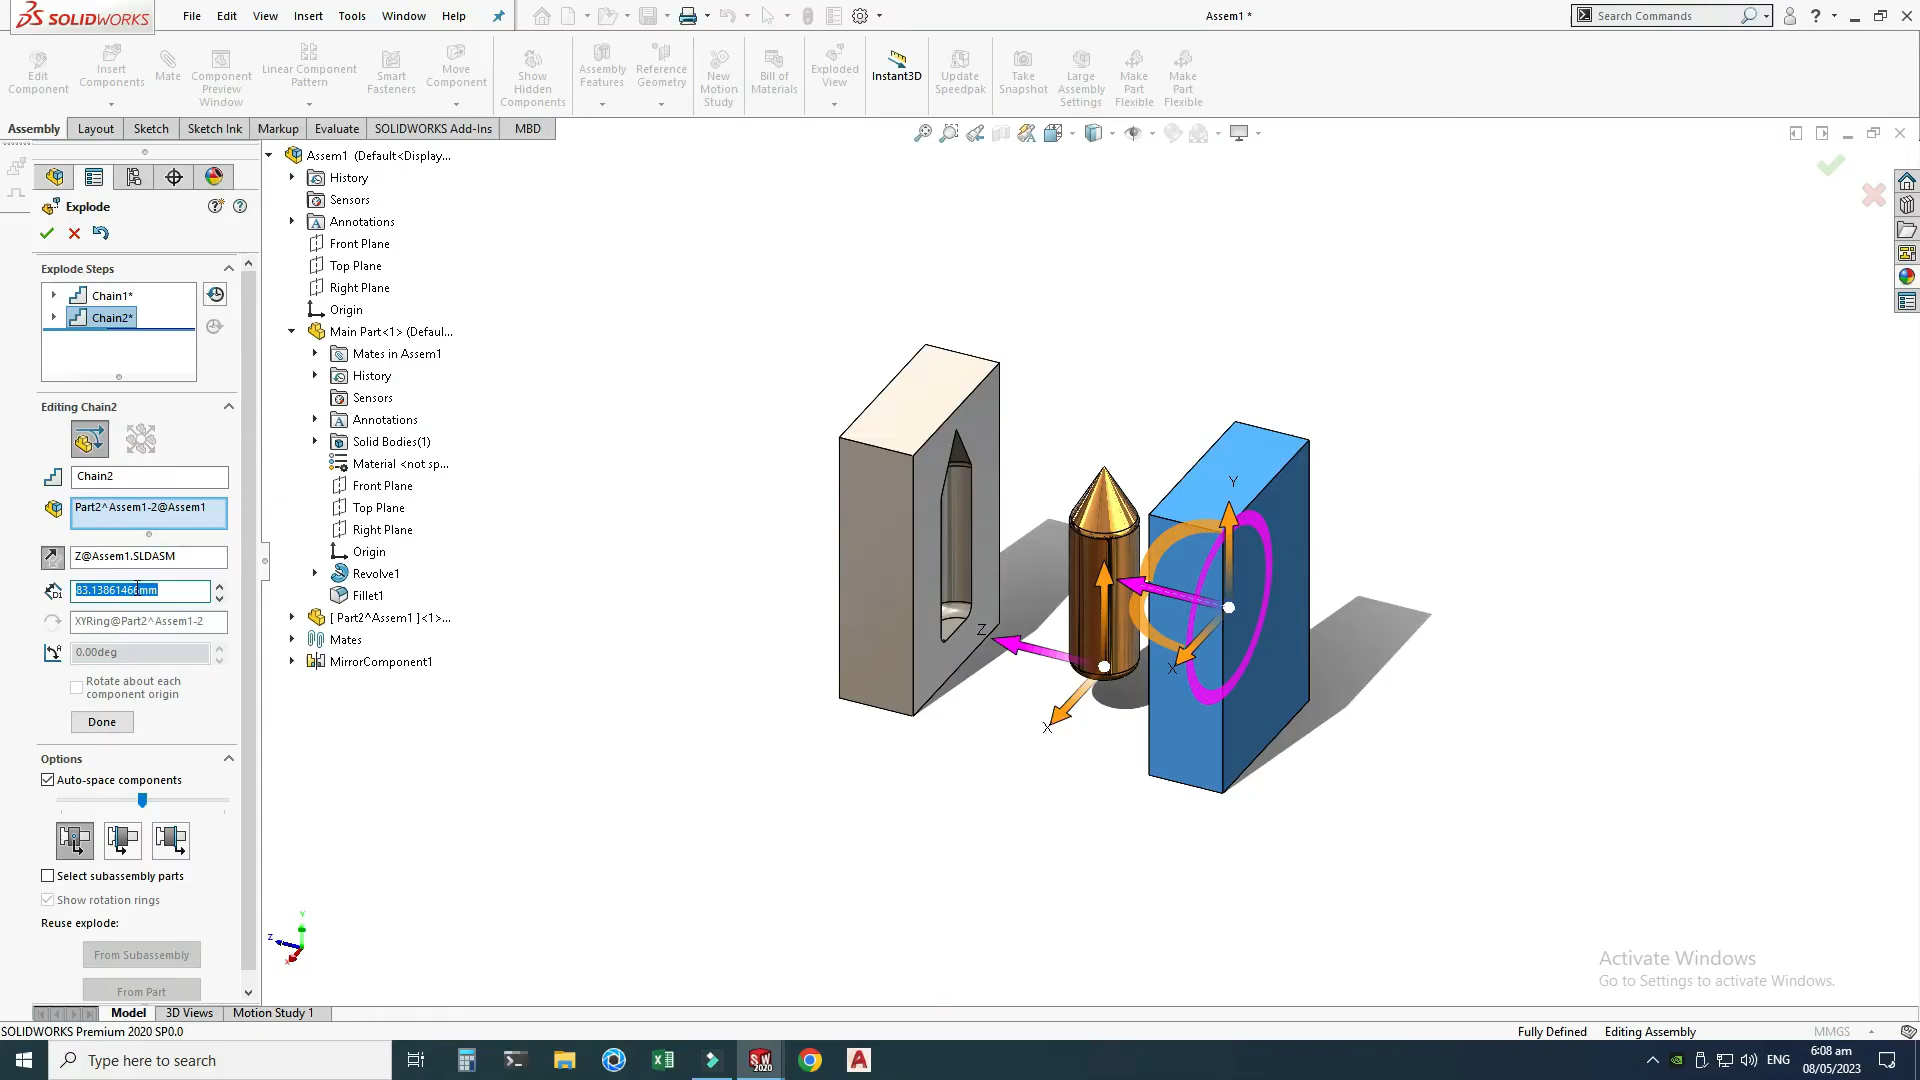 SOLIDWORKS
File Edit View Insert Tools Window Help
Assem1 *
Search Commands
Edit Component
Insert Components
Mate
Component Preview Window
Linear Component Pattern
Smart Fasteners
Move Component
Show Hidden Components
Assembly Features
Reference Geometry
New Motion Study
Bill of Materials
Exploded View
Instant3D
Update Speedpak
Take Snapshot
Large Assembly Settings
Make Part Flexible
Make Part Flexible
Assembly Layout Sketch Sketch Ink Markup Evaluate SOLIDWORKS Add-Ins MBD
Explode
Explode Steps
Chain1*
Chain2*
Editing Chain2
Chain2
Part2^Assem1-2@Assem1
Z@Assem1.SLDASM
83.13861466mm
XYRing@Part2^Assem1-2
0.00deg
Rotate about each component origin
Done
Options
Auto-space components
Select subassembly parts
Show rotation rings
Reuse explode:
From Subassembly
From Part
Assem1 (Default<Display...
History
Sensors
Annotations
Front Plane
Top Plane
Right Plane
Origin
Main Part<1> (Defaul...
Mates in Assem1
History
Sensors
Annotations
Solid Bodies(1)
Material <not sp...
Front Plane
Top Plane
Right Plane
Origin
Revolve1
Fillet1
[ Part2^Assem1 ]<1>...
Mates
MirrorComponent1
Y
Z
X
X
Y
Z
X
Activate Windows
Go to Settings to activate Windows.
Model 3D Views Motion Study 1
SOLIDWORKS Premium 2020 SP0.0
Fully Defined Editing Assembly MMGS
Type here to search
SW 2020
ENG
6:08 am
08/05/2023